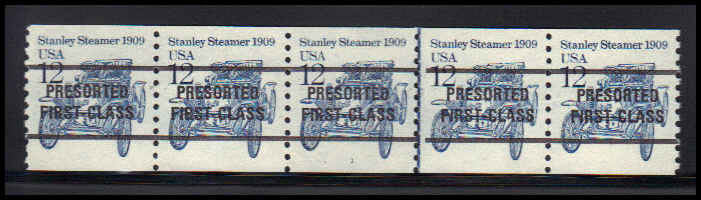 Stanley Steamer 1909 Stanley Steamer 1909 Stanley Steamer 1909 Stanley Steamer 1909 Stanley Steamer 1909
USA USA USA USA USA
12 12 12 12 12
PRESORTED PRESORTED PRESORTED PRESORTED PRESORTED
FIRST-CLASS FIRST-CLASS FIRST-CLASS FIRST-CLASS FIRST-CLASS